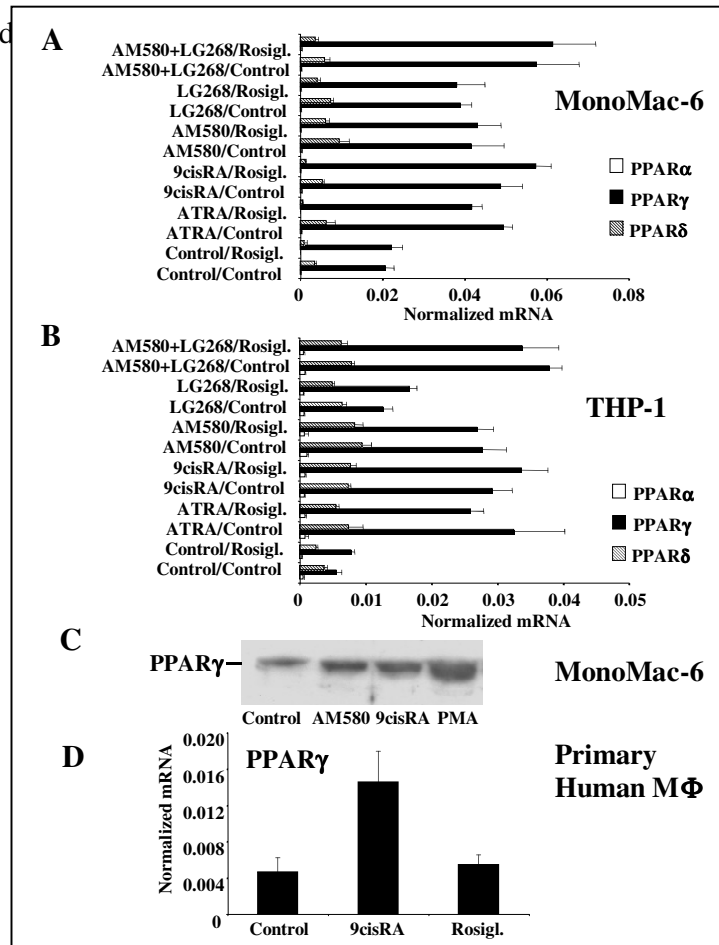 d
A
AM580+LG268/Rosigl.
AM580+LG268/Control
LG268/Rosigl.
LG268/Control
AM580/Rosigl.
AM580/Control
9cisRA/Rosigl.
9cisRA/Control
ATRA/Rosigl.
ATRA/Control
Control/Rosigl.
Control/Control
MonoMac-6
PPARα
PPARγ
PPARδ
0 0.02 0.04 0.06 0.08
Normalized mRNA
B
AM580+LG268/Rosigl.
AM580+LG268/Control
LG268/Rosigl.
LG268/Control
AM580/Rosigl.
AM580/Control
9cisRA/Rosigl.
9cisRA/Control
ATRA/Rosigl.
ATRA/Control
Control/Rosigl.
Control/Control
THP-1
PPARα
PPARγ
PPARδ
0 0.01 0.02 0.03 0.04 0.05
Normalized mRNA
C
PPARγ
MonoMac-6
Control AM580 9cisRA PMA
D
PPARγ
Primary
Human MΦ
Normalized mRNA
0.020
0.016
0.012
0.008
0.004
0
Control 9cisRA Rosigl.